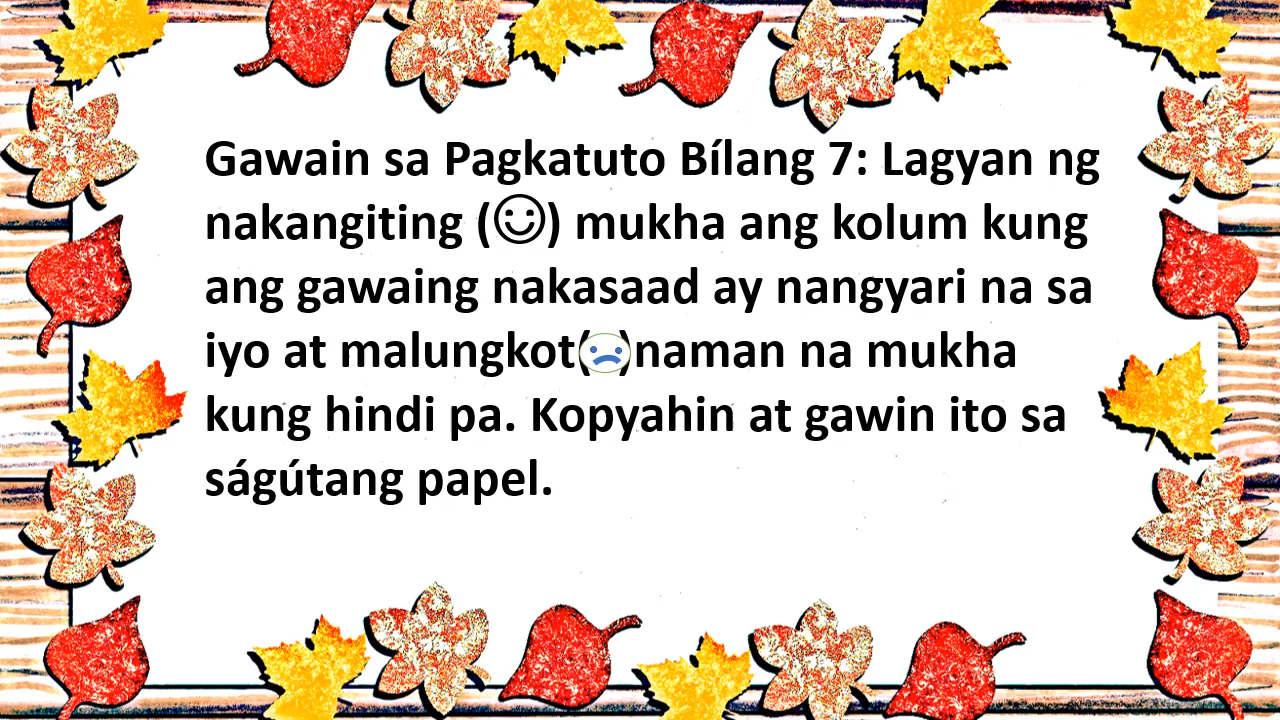 Gawain sa Pagkatuto Bílang 7: Lagyan ng
nakangiting (☺) mukha ang kolum kung
ang gawaing nakasaad ay nangyari na sa
iyo at malungkot(☹)naman na mukha
kung hindi pa. Kopyahin at gawin ito sa
ságútang papel.